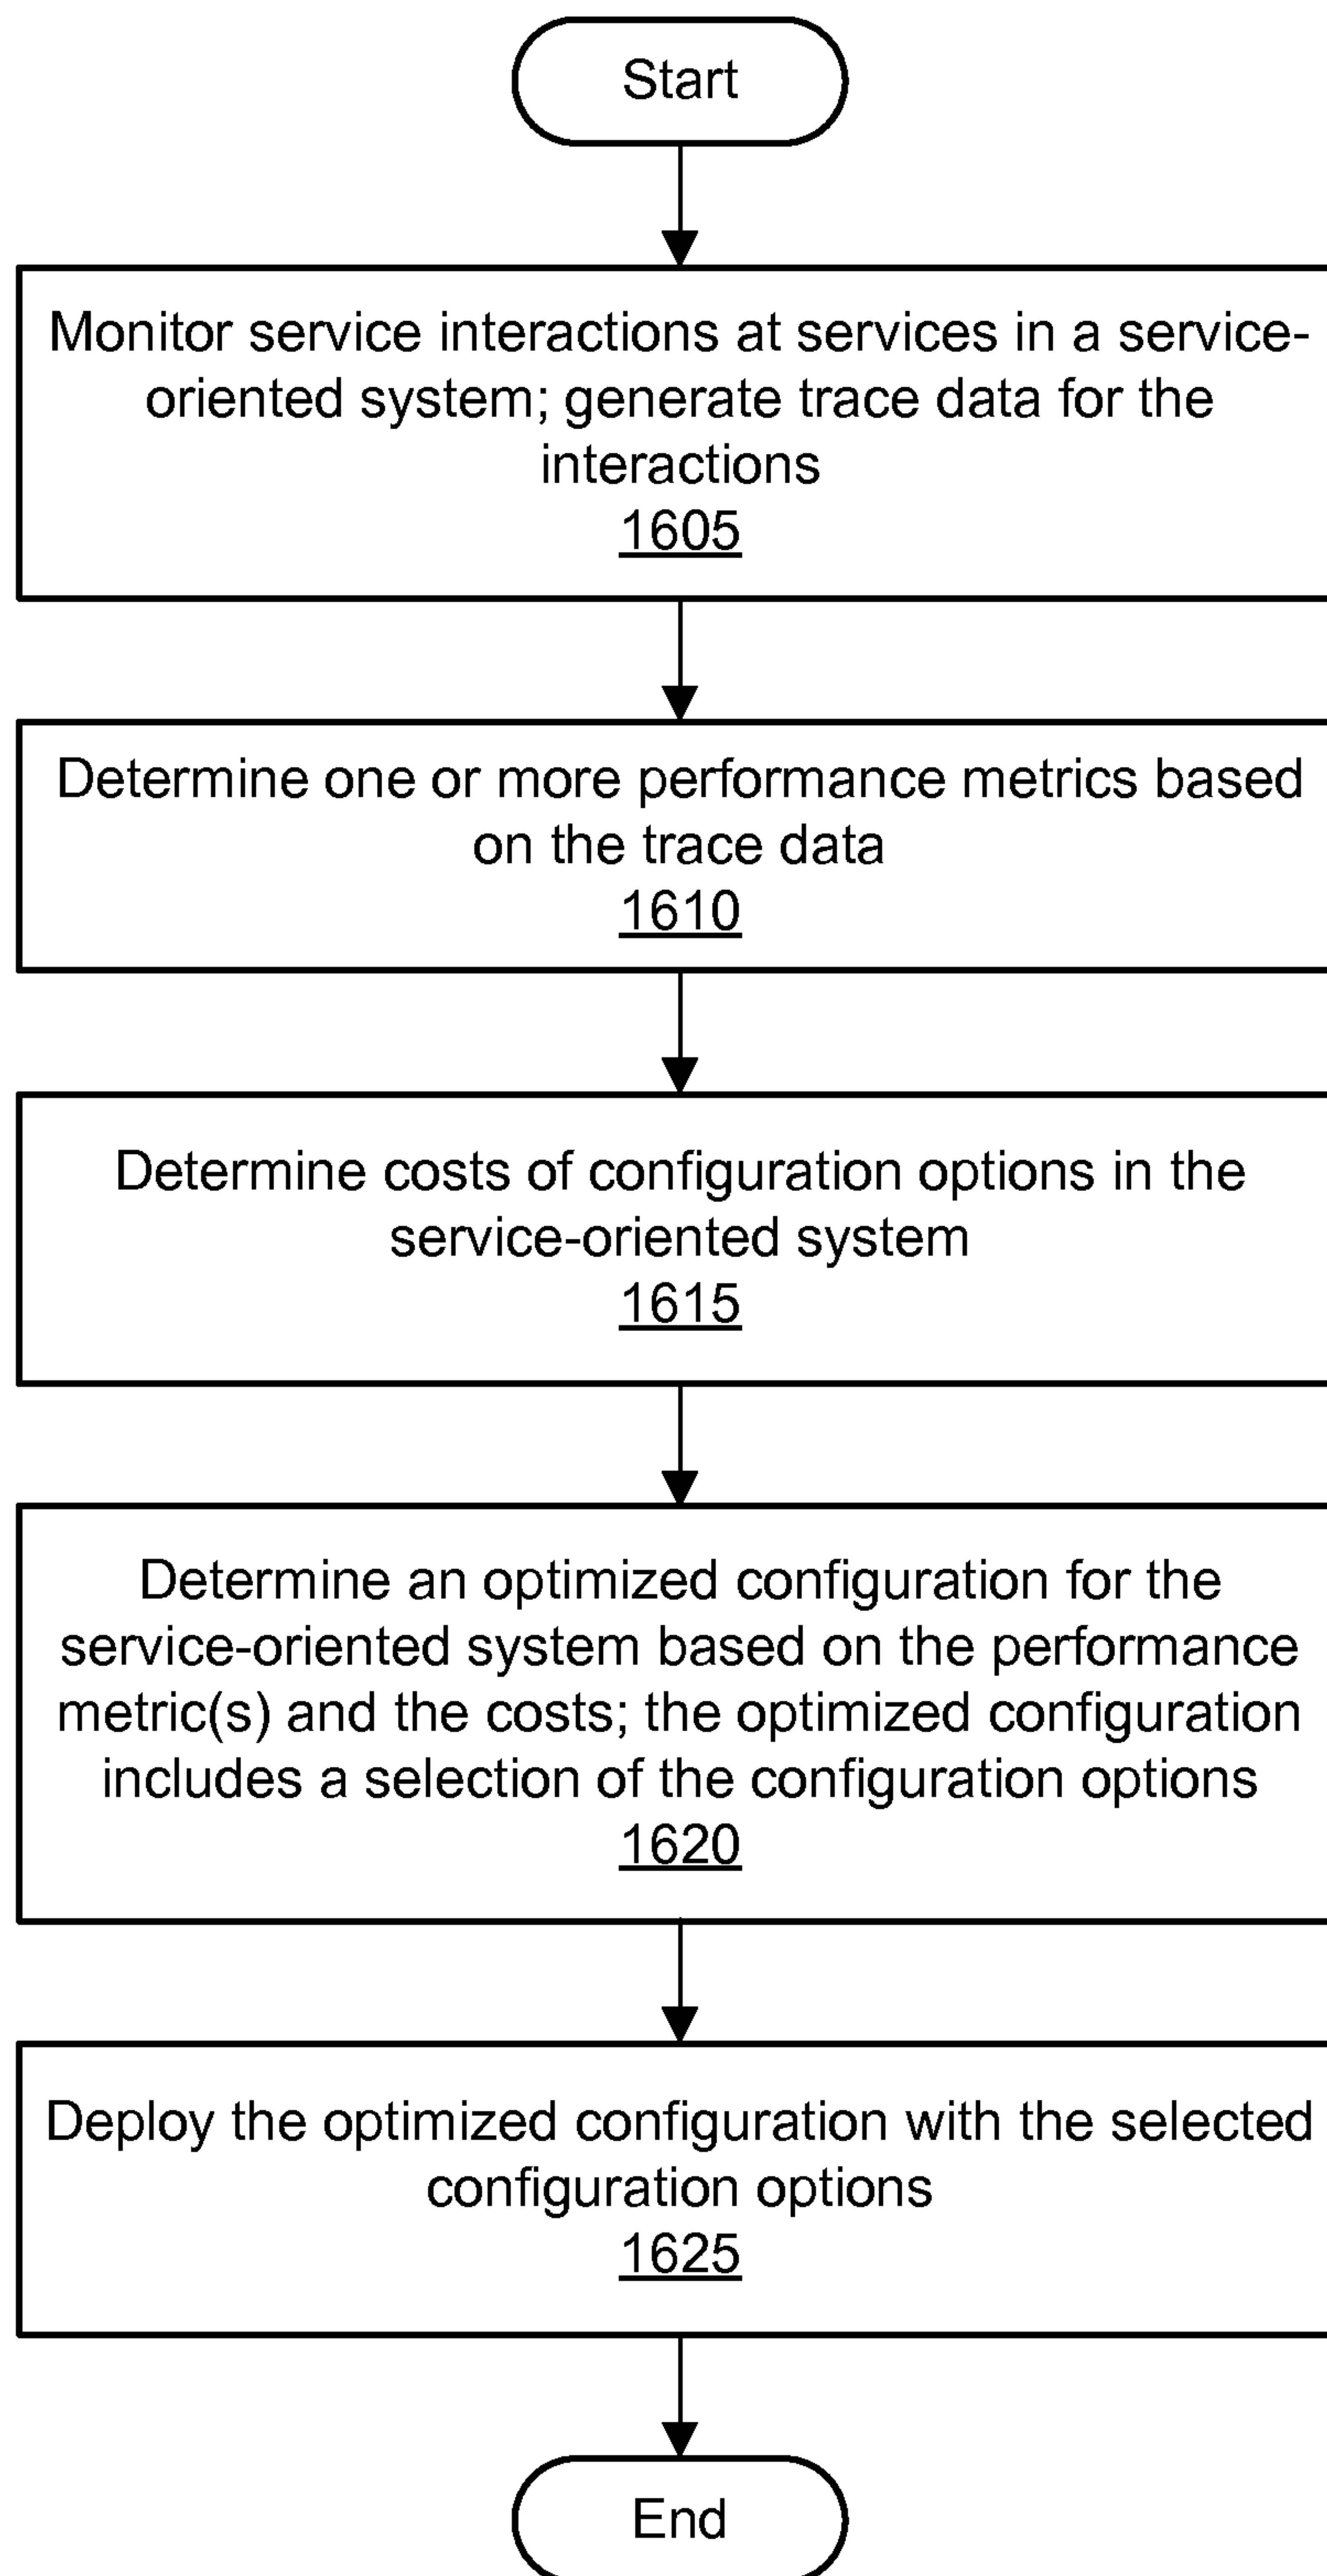 Start
Monitor service interactions at services in a service-
oriented system; generate trace data for the
interactions
1605
Determine one or more performance metrics based
on the trace data
1610
Determine costs of configuration options in the
service-oriented system
1615
Determine an optimized configuration for the
service-oriented system based on the performance
metric(s) and the costs; the optimized configuration
includes a selection of the configuration options
1620
Deploy the optimized configuration with the selected
configuration options
1625
End